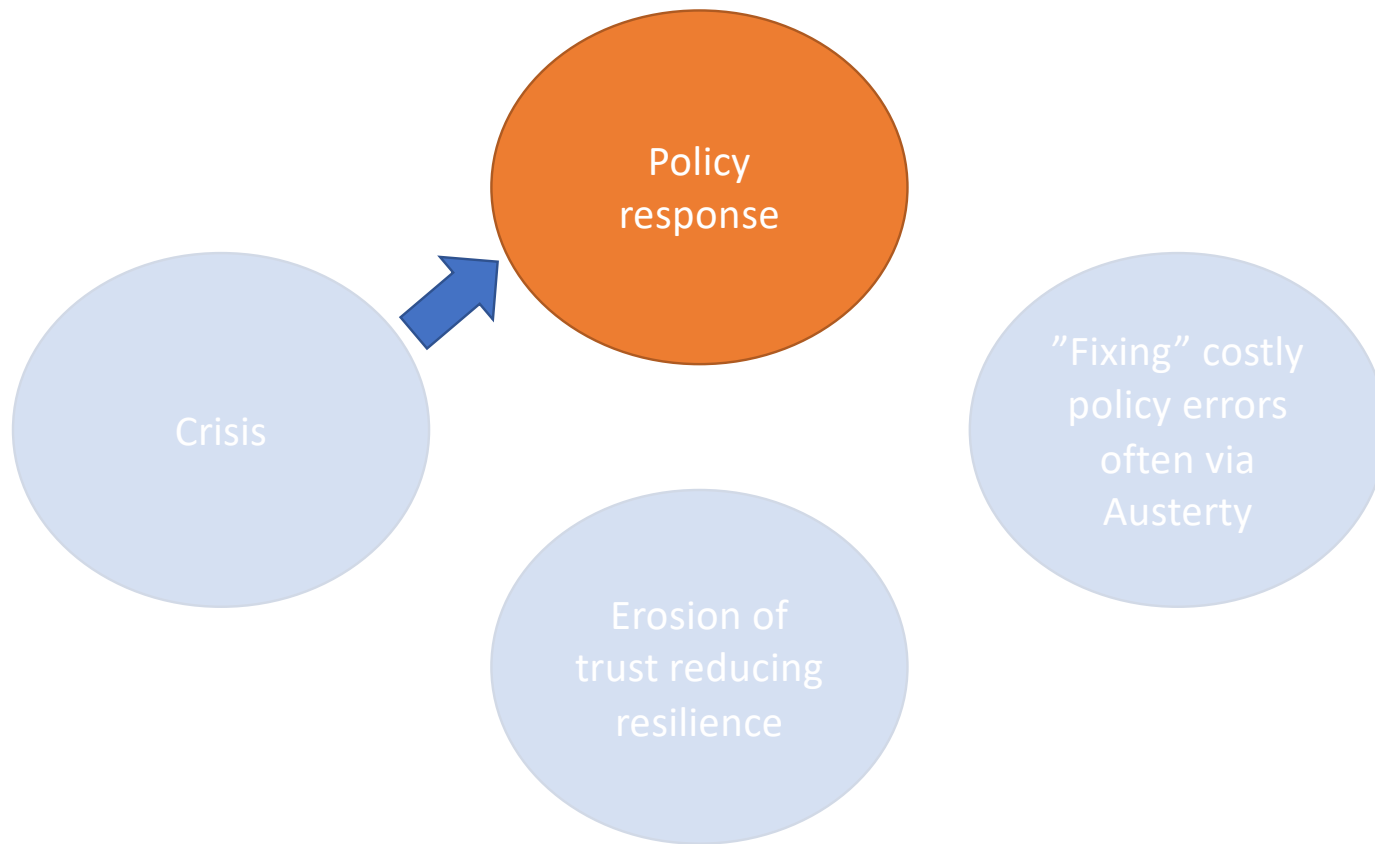 Policy
response
Crisis
”Fixing” costly
policy errors
often via
Austerty
Erosion of
trust reducing
resilience